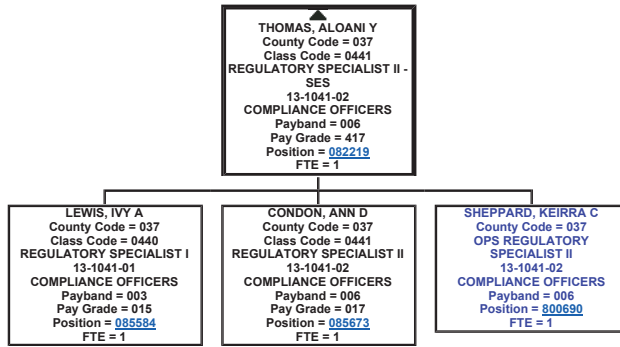 THOMAS, ALOANI Y
County Code = 037
Class Code = 0441
REGULATORY SPECIALIST II -
SES
13-1041-02
COMPLIANCE OFFICERS
Payband = 006
Pay Grade = 417
Position = 082219
FTE = 1
LEWIS, IVY A
County Code = 037
Class Code = 0440
REGULATORY SPECIALIST I
13-1041-01
COMPLIANCE OFFICERS
Payband = 003
Pay Grade = 015
Position = 085584
FTE = 1
CONDON, ANN D
County Code = 037
Class Code = 0441
REGULATORY SPECIALIST II
13-1041-02
COMPLIANCE OFFICERS
Payband = 006
Pay Grade = 017
Position = 085673
FTE = 1
SHEPPARD, KEIRRA C
County Code = 037
OPS REGULATORY
SPECIALIST II
13-1041-02
COMPLIANCE OFFICERS
Payband = 006
Position = 800690
FTE = 1